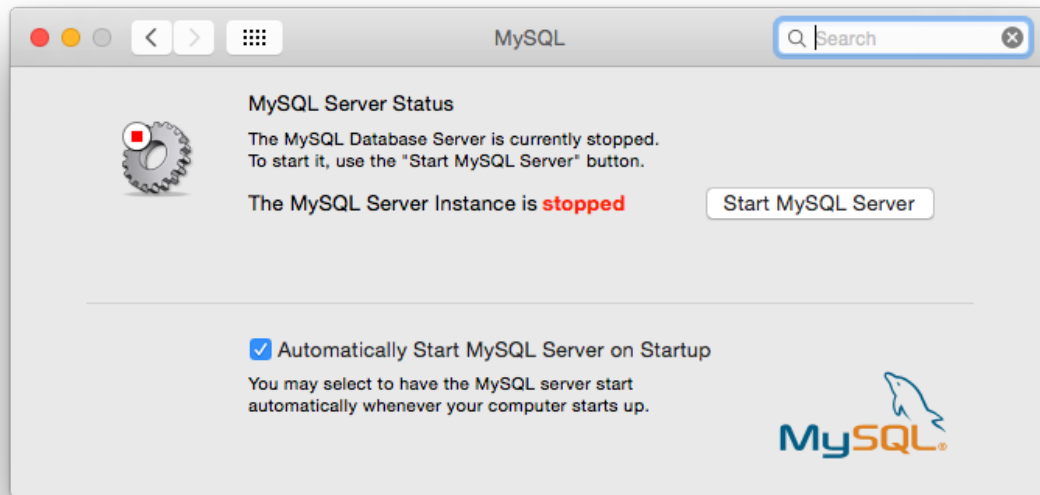 MySQL
Search
MySQL Server Status
The MySQL Database Server is currently stopped.
To start it, use the "Start MySQL Server" button.
The MySQL Server Instance is stopped
Start MySQL Server
Automatically Start MySQL Server on Startup
You may select to have the MySQL server start
automatically whenever your computer starts up.
MySQL®